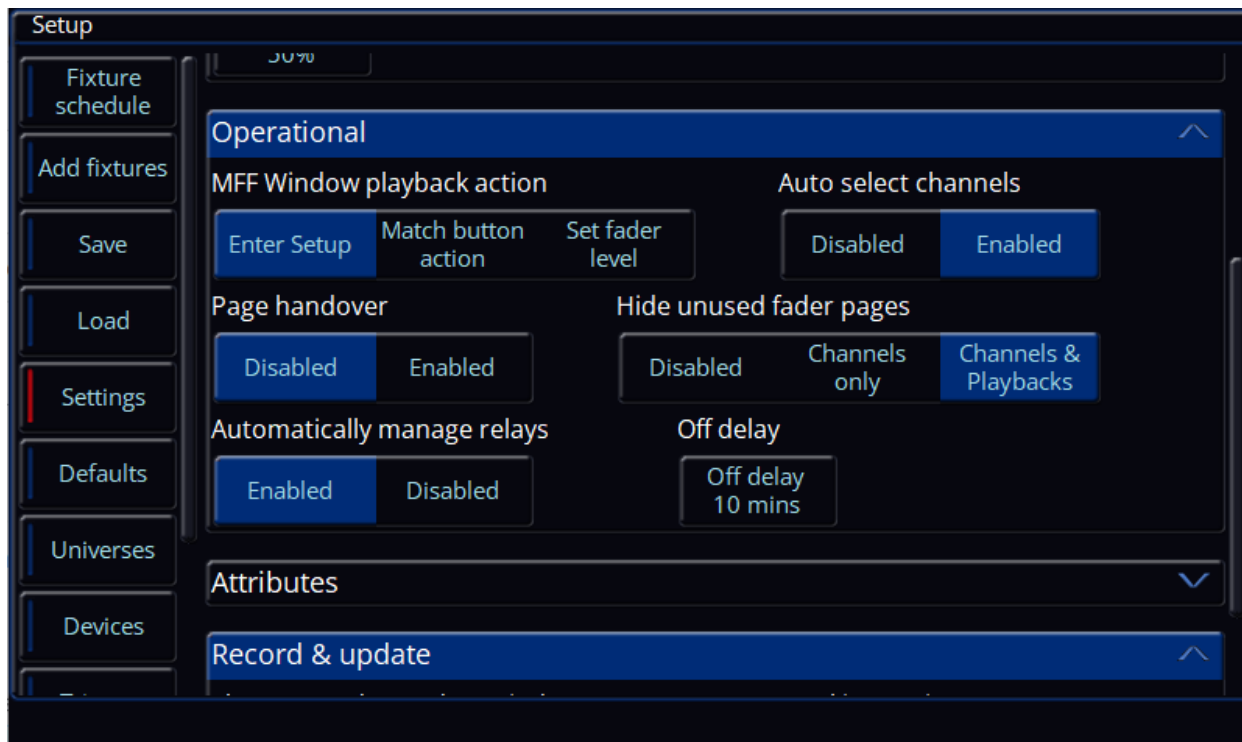 Setup
Fixture
schedule
Add fixtures
Save
Load
Settings
Defaults
Universes
Devices
50%
Operational
MFF Window playback action
Enter Setup
Match button
action
Set fader
level
Auto select channels
Disabled
Enabled
Page handover
Disabled
Enabled
Hide unused fader pages
Disabled
Channels
only
Channels &
Playbacks
Automatically manage relays
Enabled
Disabled
Off delay
Off delay
10 mins
Attributes
Record & update